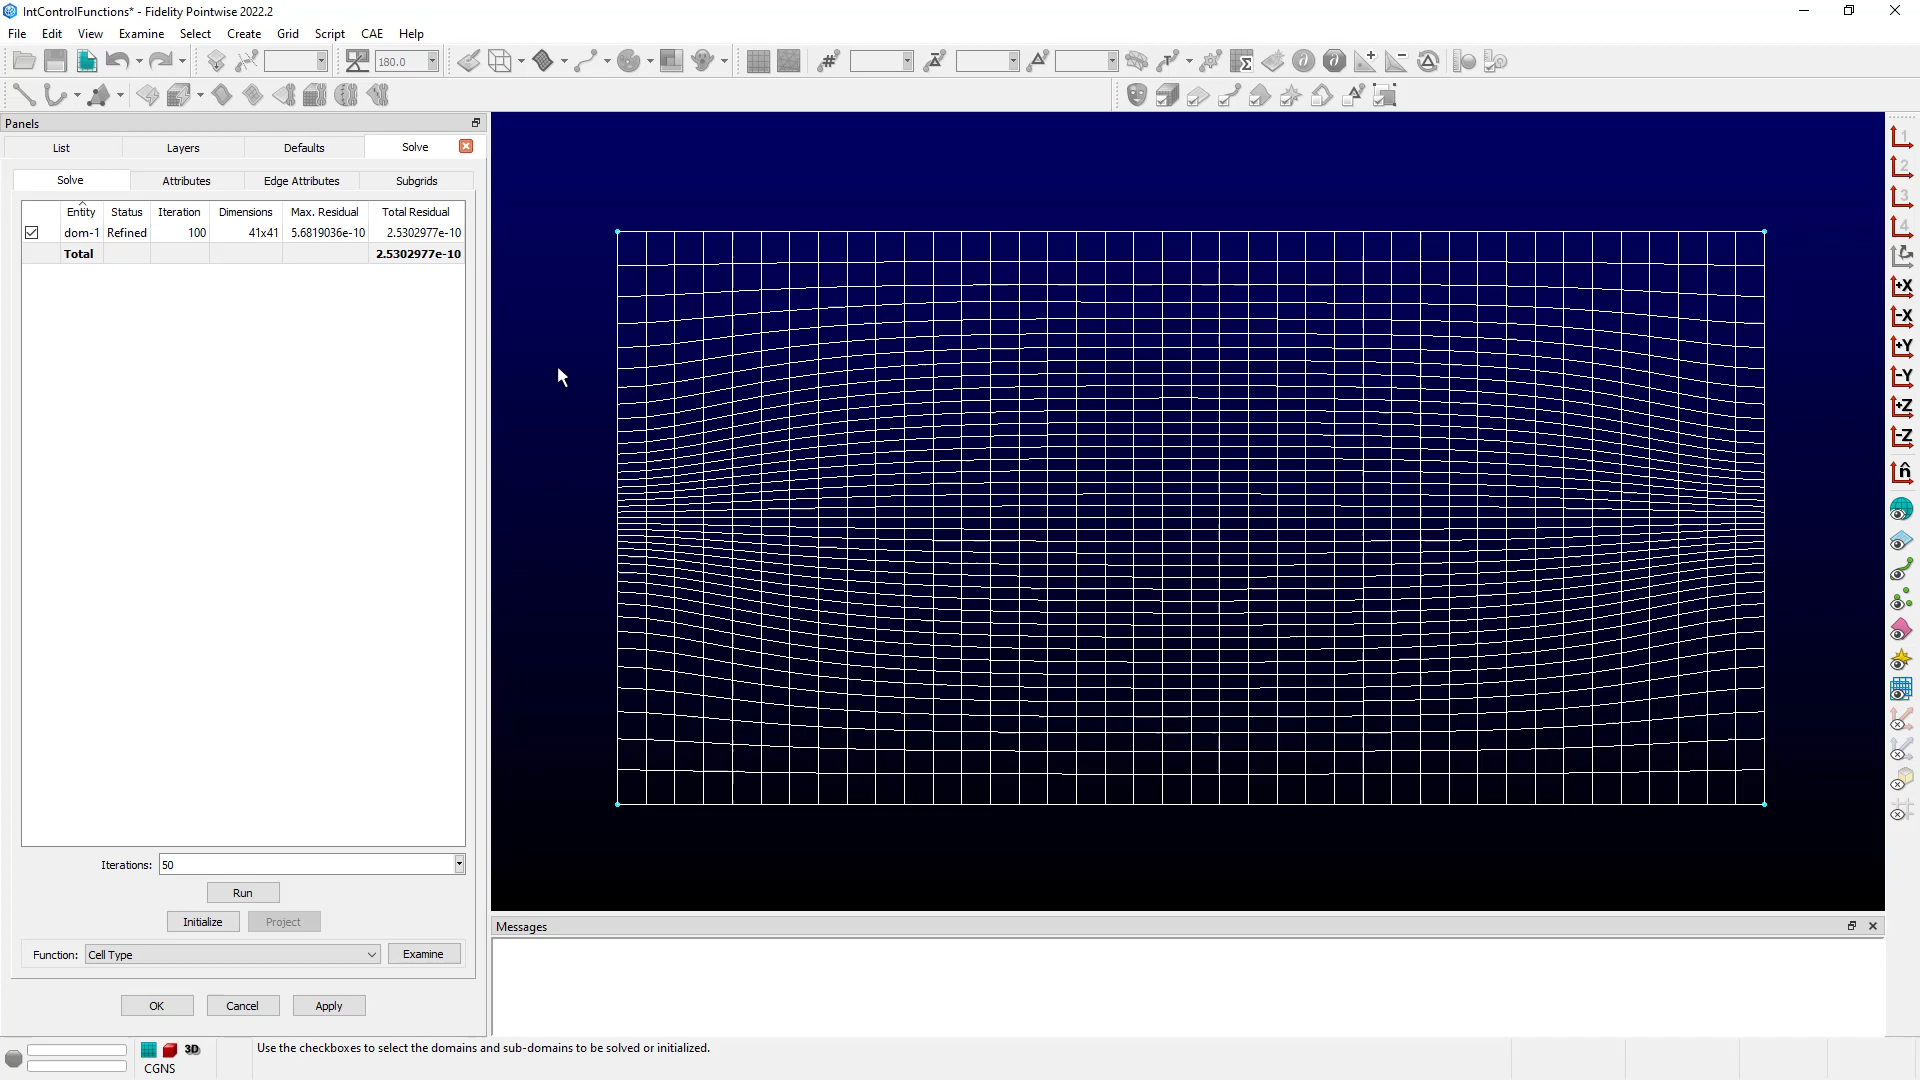 IntControlFunctions* - Fidelity Pointwise 2022.2
File Edit View Examine Select Create Grid Script CAE Help
180.0
Panels
List Layers Defaults Solve
Solve Attributes Edge Attributes Subgrids
Entity Status Iteration Dimensions Max. Residual Total Residual
dom-1 Refined 100 41x41 5.6819036e-10 2.5302977e-10
Total 2.5302977e-10
Iterations: 50
Run
Initialize Project
Function: Cell Type Examine
OK Cancel Apply
Messages
1
2
3
4
+X
-X
+Y
-Y
+Z
-Z
n̂
3D
CGNS
Use the checkboxes to select the domains and sub-domains to be solved or initialized.